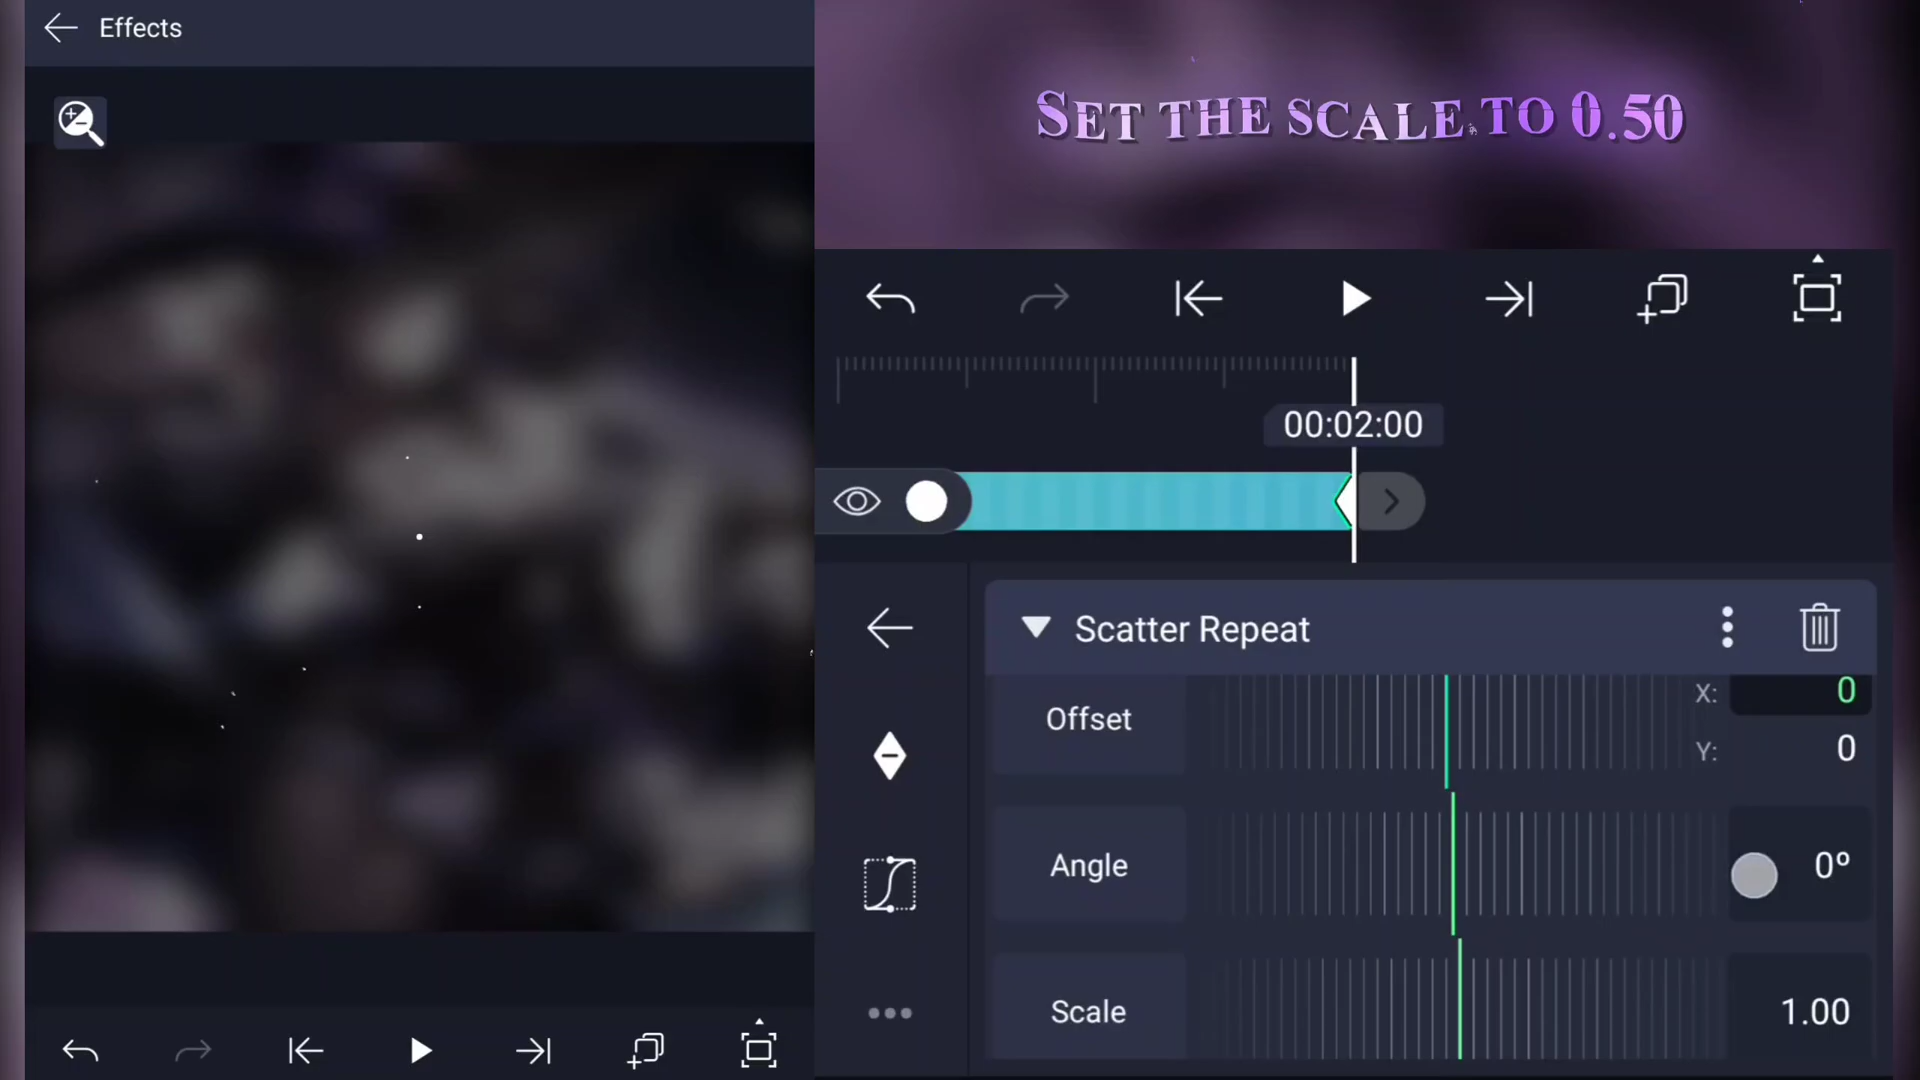 Effects
SET THE SCALE TO 0.50
00:02:00
Scatter Repeat
Offset
X: 0
Y: 0
Angle
0º
Scale
1.00